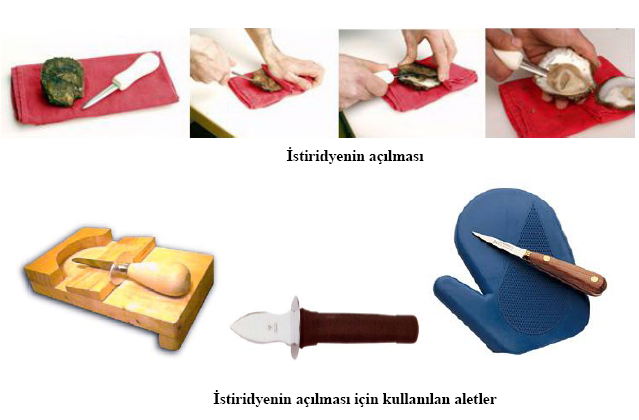 İstiridyenin açılması
İstiridyenin açılması için kullanılan aletler